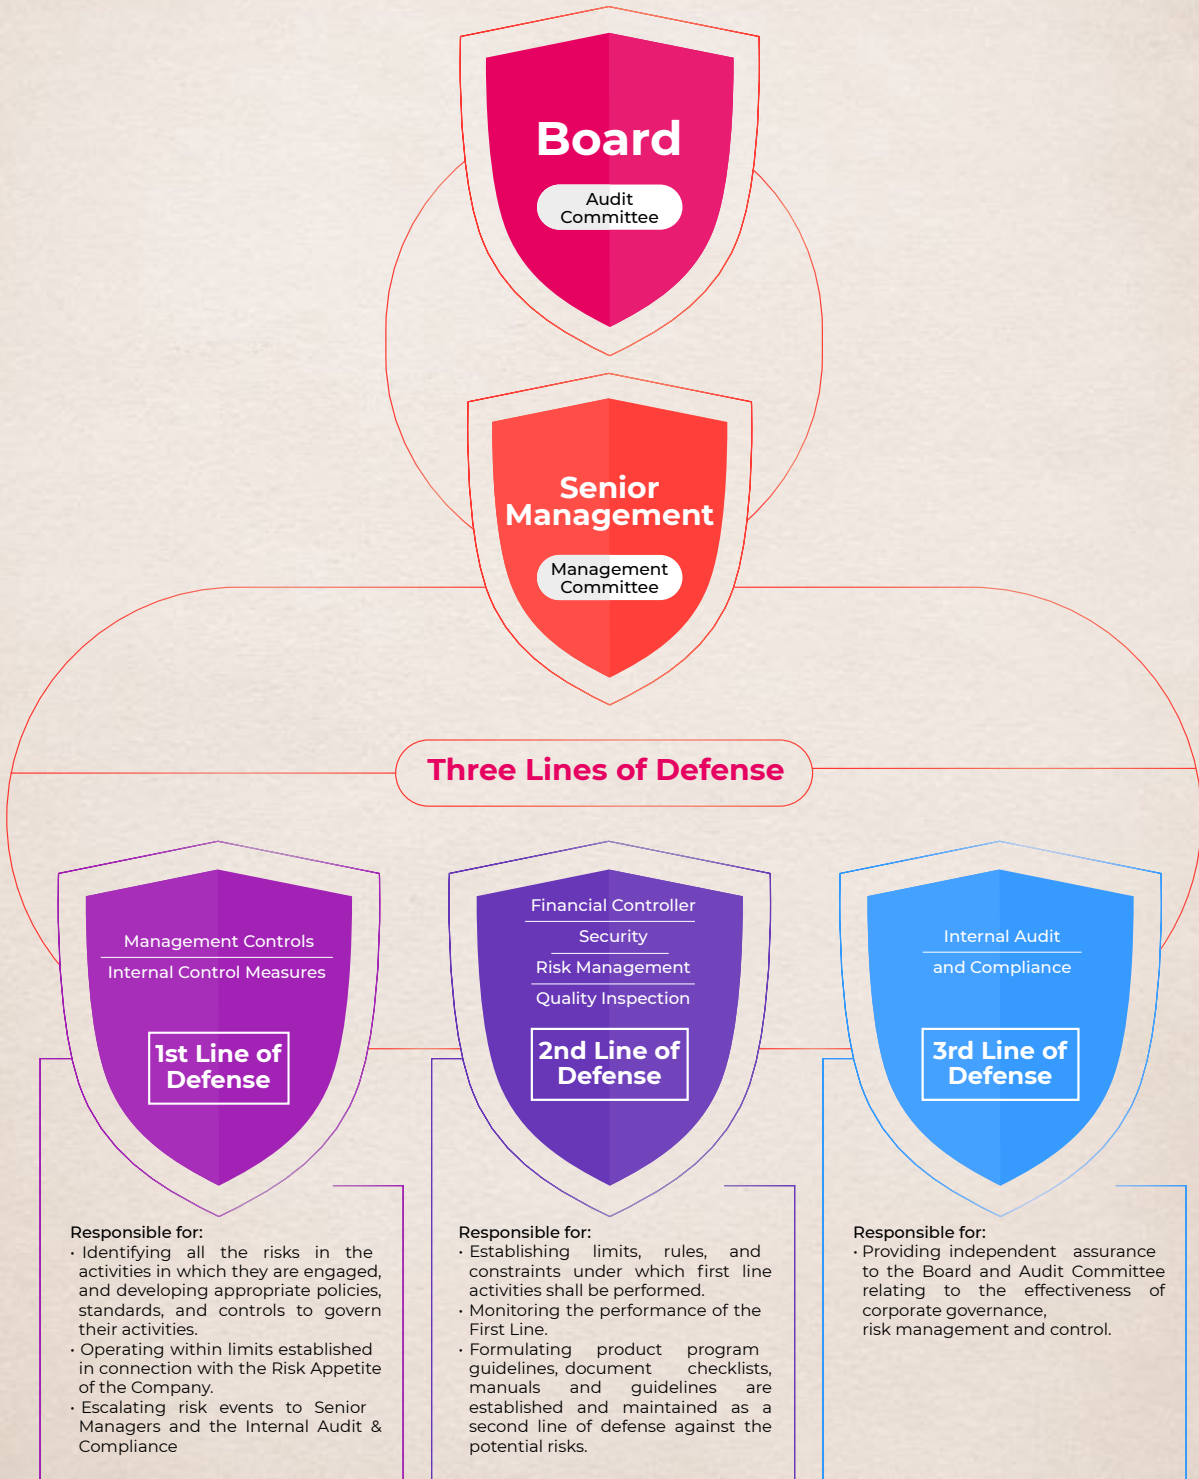 Board
Audit
Committee
Senior
Management
Management
Committee
Three Lines of Defense
Management Controls
Internal Control Measures
1st Line of
Defense
Financial Controller
Security
Risk Management
Quality Inspection
2nd Line of
Defense
Internal Audit
and Compliance
3rd Line of
Defense
Responsible for:
· Identifying all the risks in the
activities in which they are engaged,
and developing appropriate policies,
standards, and controls to govern
their activities.
· Operating within limits established
in connection with the Risk Appetite
of the Company.
· Escalating risk events to Senior
Managers and the Internal Audit &
Compliance
Responsible for:
· Establishing limits, rules, and
constraints under which first line
activities shall be performed.
· Monitoring the performance of the
First Line.
· Formulating product program
guidelines, document checklists,
manuals and guidelines are
established and maintained as a
second line of defense against the
potential risks.
Responsible for:
· Providing independent assurance
to the Board and Audit Committee
relating to the effectiveness of
corporate governance,
risk management and control.